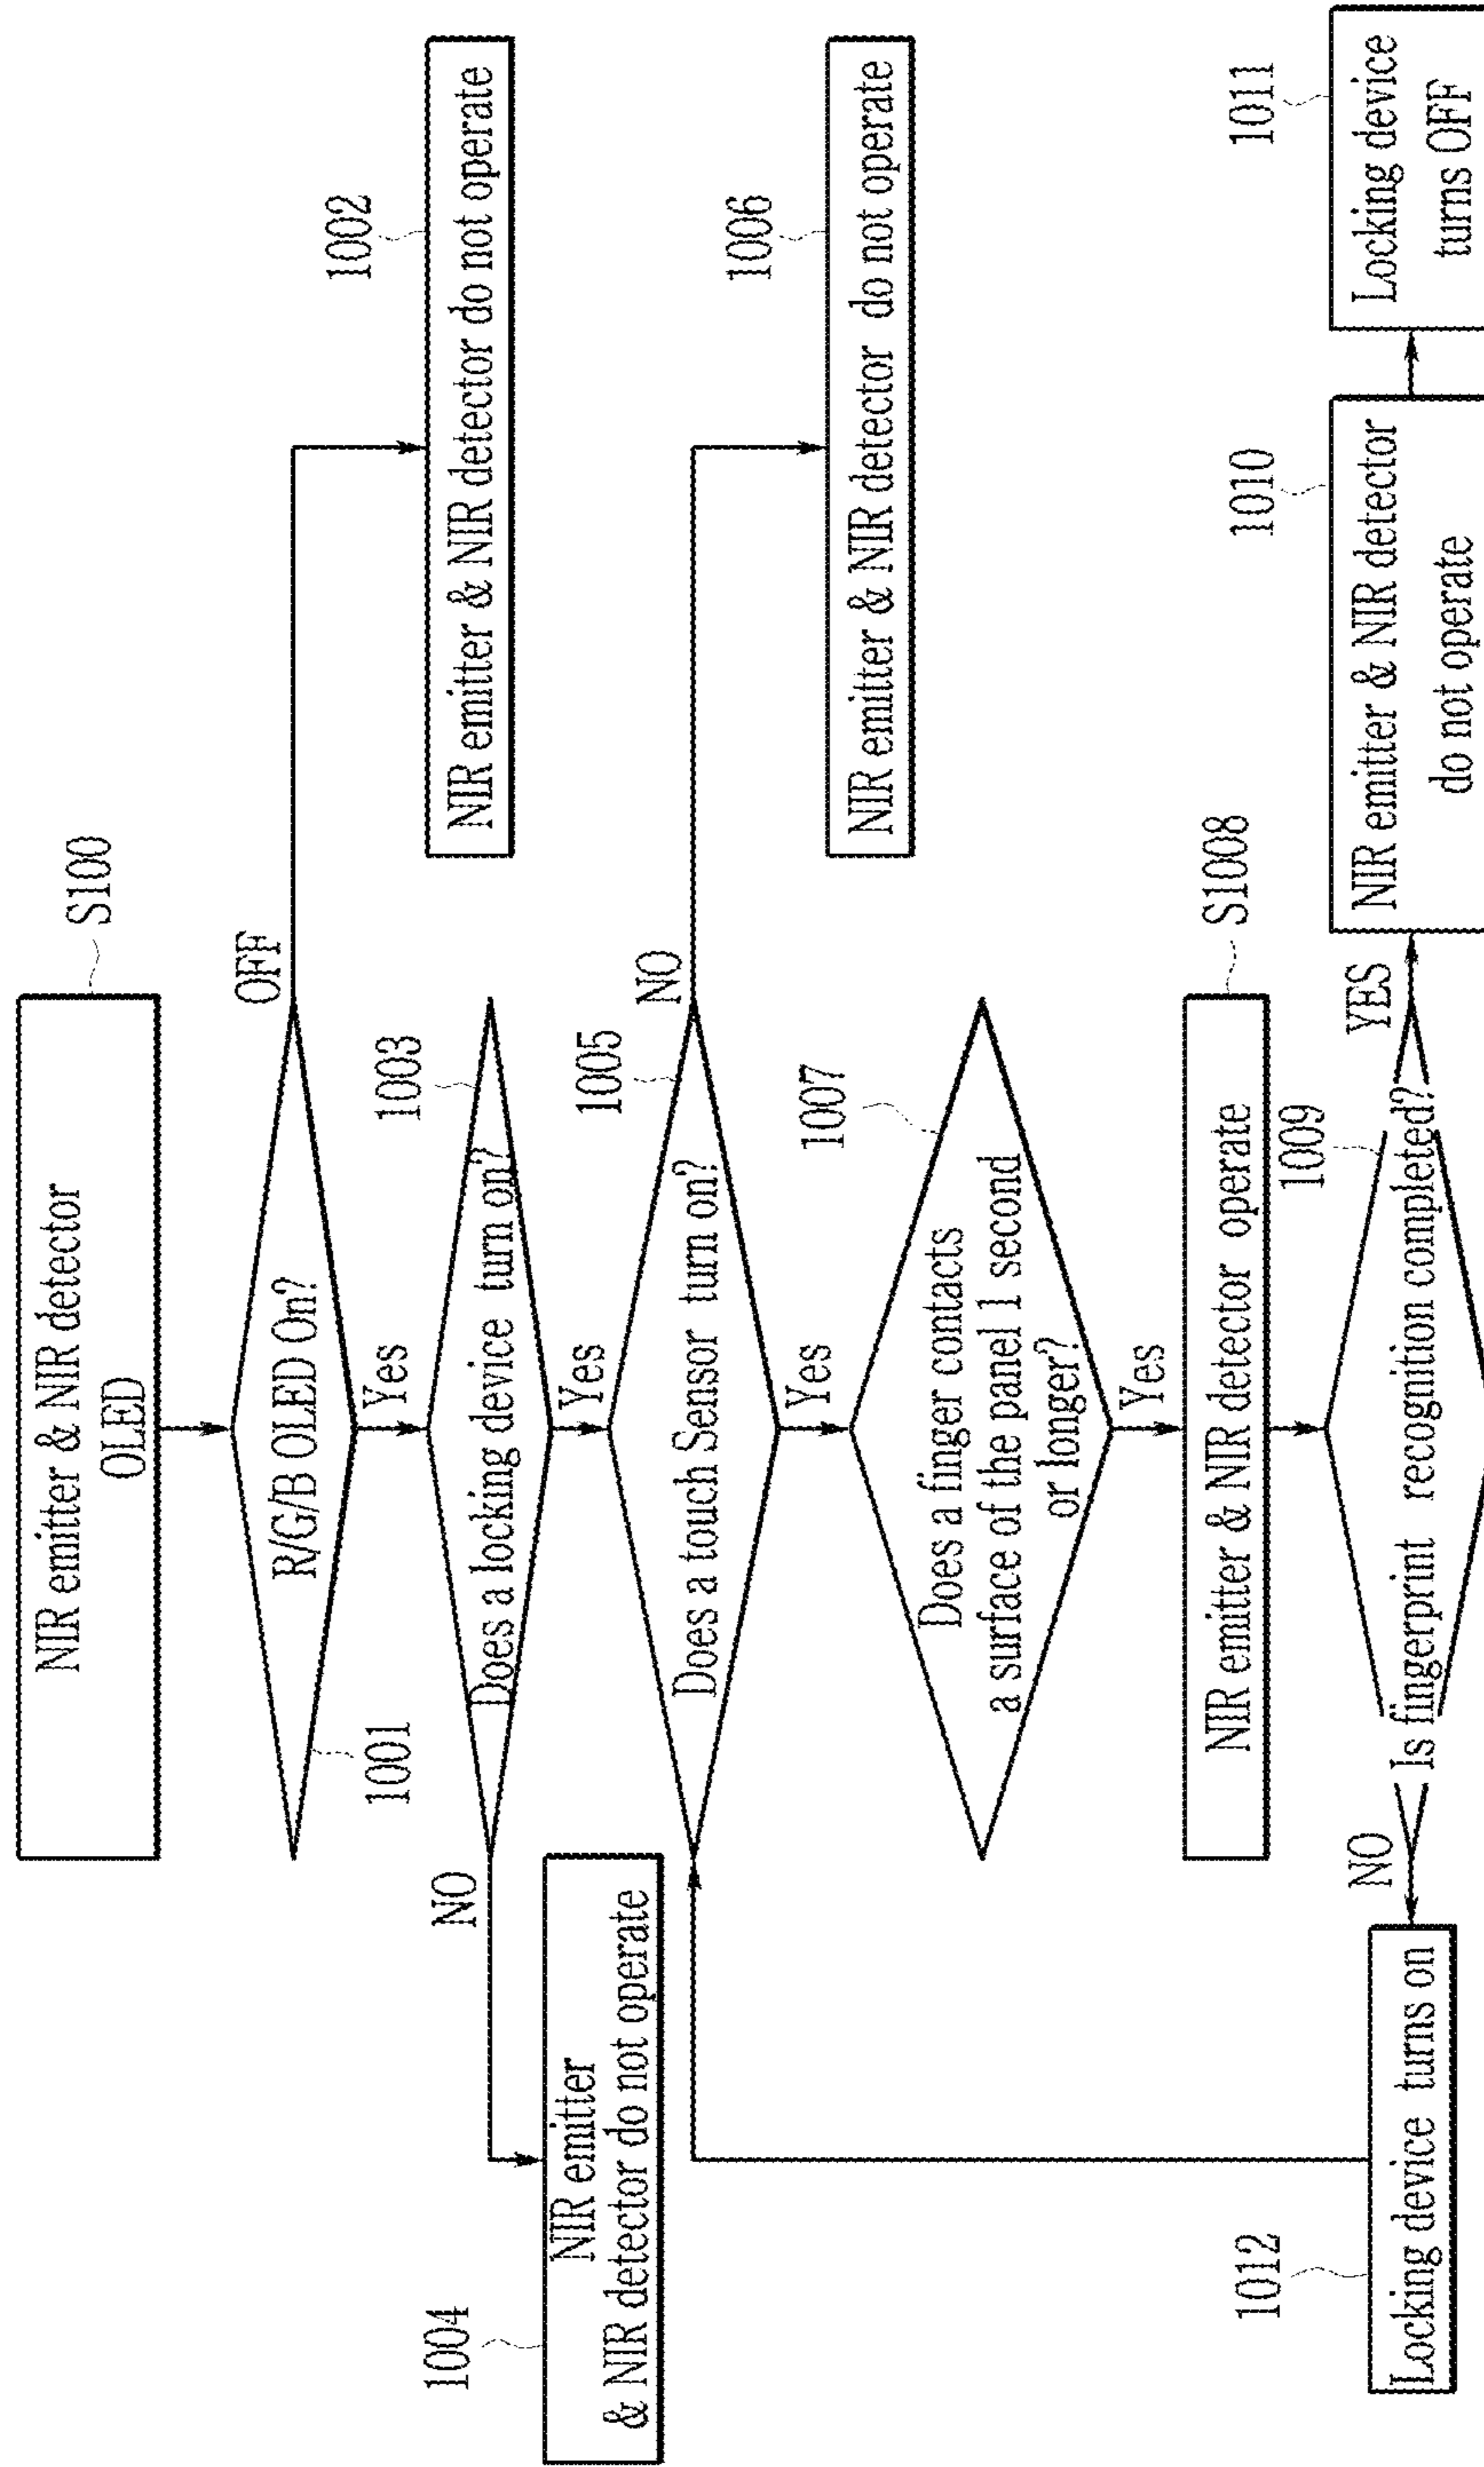 NIR emitter & NIR detector
OLED
S100
R/G/B OLED On?
1001
OFF
Yes
1002
NIR emitter & NIR detector do not operate
Does a locking device turn on?
1003
NO
Yes
1004
NIR emitter
& NIR detector do not operate
Does a touch Sensor turn on?
1005
NO
Yes
1006
NIR emitter & NIR detector do not operate
Does a finger contacts
a surface of the panel 1 second
or longer?
1007
Yes
NIR emitter & NIR detector operate
S1008
Is fingerprint recognition completed?
1009
NO
YES
1012
Locking device turns on
1010
NIR emitter & NIR detector
do not operate
1011
Locking device
turns OFF